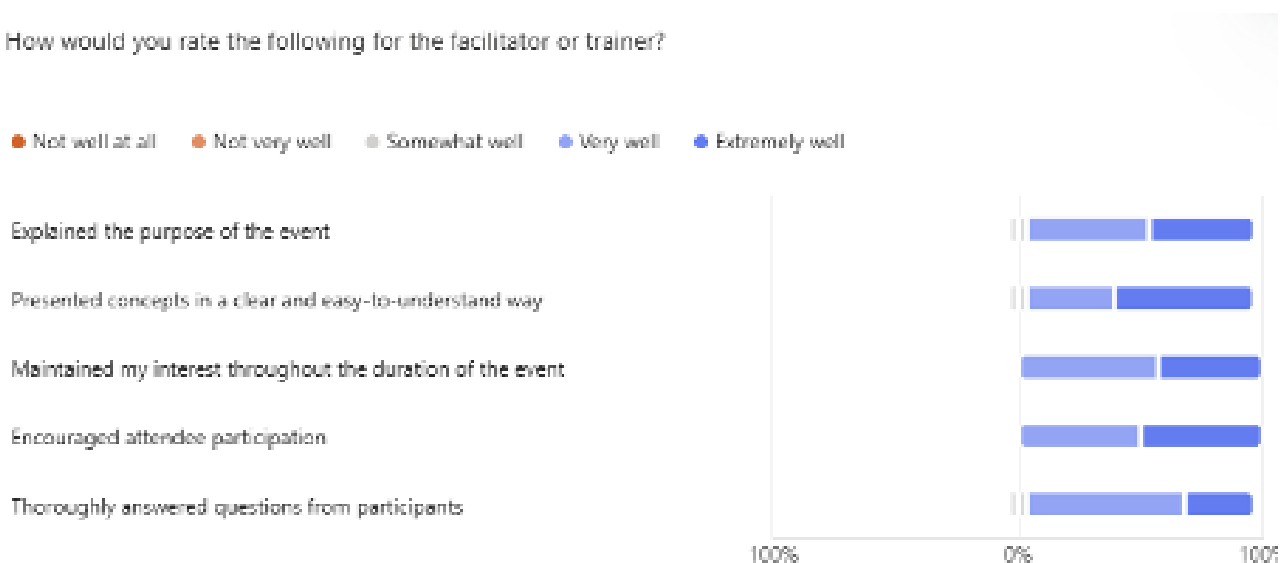 How would you rate the following for the facilitator or trainer?
Not well at all Not very well Somewhat well Very well Extremely well
Explained the purpose of the event
Presented concepts in a clear and easy-to-understand way
Maintained my interest throughout the duration of the event
Encouraged attendee participation
Thoroughly answered questions from participants
100% 0% 100%